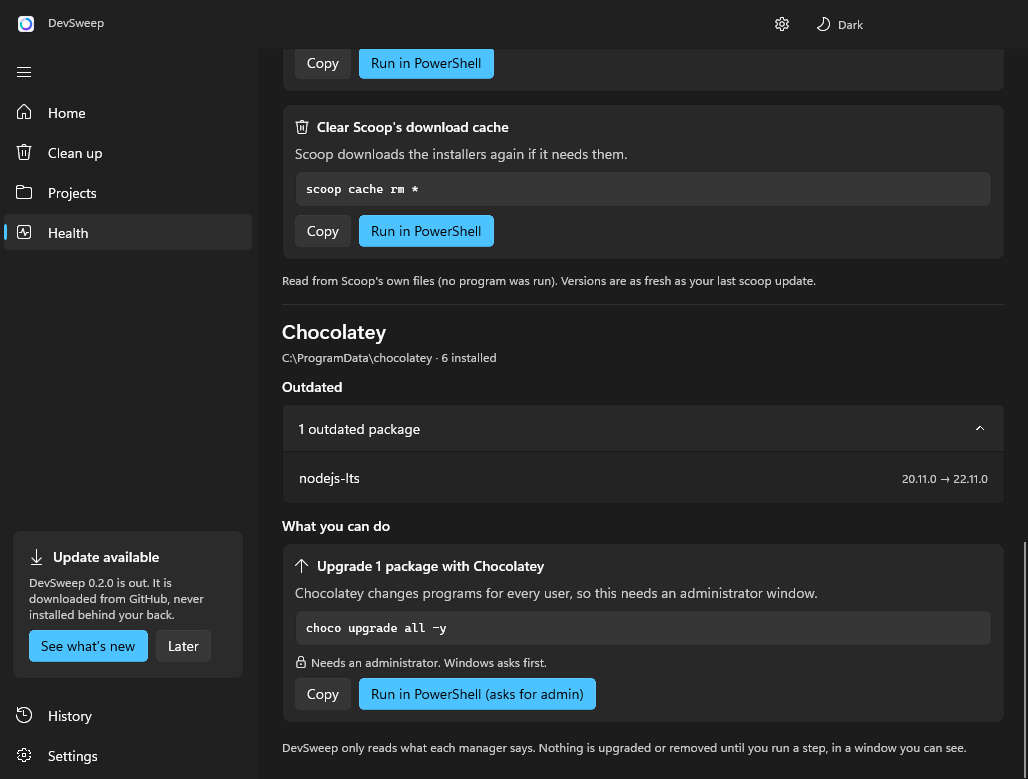 DevSweep
Dark
Home
Clean up
Projects
Health
Update available
DevSweep 0.2.0 is out. It is
downloaded from GitHub, never
installed behind your back.
See what's new
Later
History
Settings
Copy
Run in PowerShell
Clear Scoop's download cache
Scoop downloads the installers again if it needs them.
scoop cache rm *
Copy
Run in PowerShell
Read from Scoop's own files (no program was run). Versions are as fresh as your last scoop update.
Chocolatey
C:\ProgramData\chocolatey · 6 installed
Outdated
1 outdated package
nodejs-lts
20.11.0 → 22.11.0
What you can do
Upgrade 1 package with Chocolatey
Chocolatey changes programs for every user, so this needs an administrator window.
choco upgrade all -y
Needs an administrator. Windows asks first.
Copy
Run in PowerShell (asks for admin)
DevSweep only reads what each manager says. Nothing is upgraded or removed until you run a step, in a window you can see.